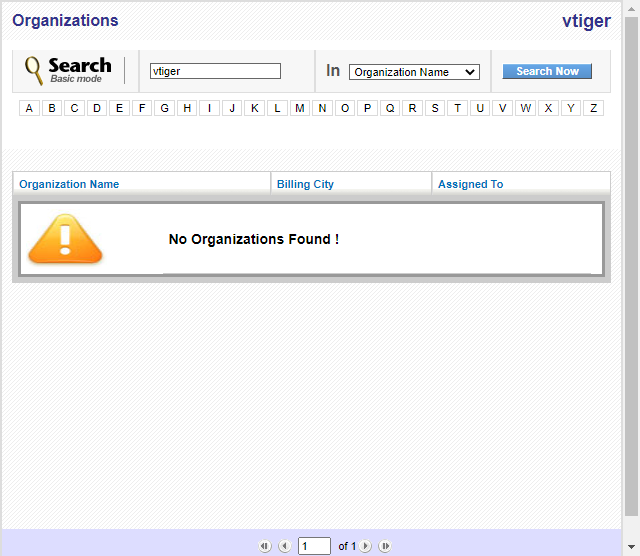 Organizations vtiger
Search
Basic mode
vtiger
In Organization Name
Search Now
A B C D E F G H I J K L M N O P Q R S T U V W X Y Z
Organization Name Billing City Assigned To
No Organizations Found !
1 of 1